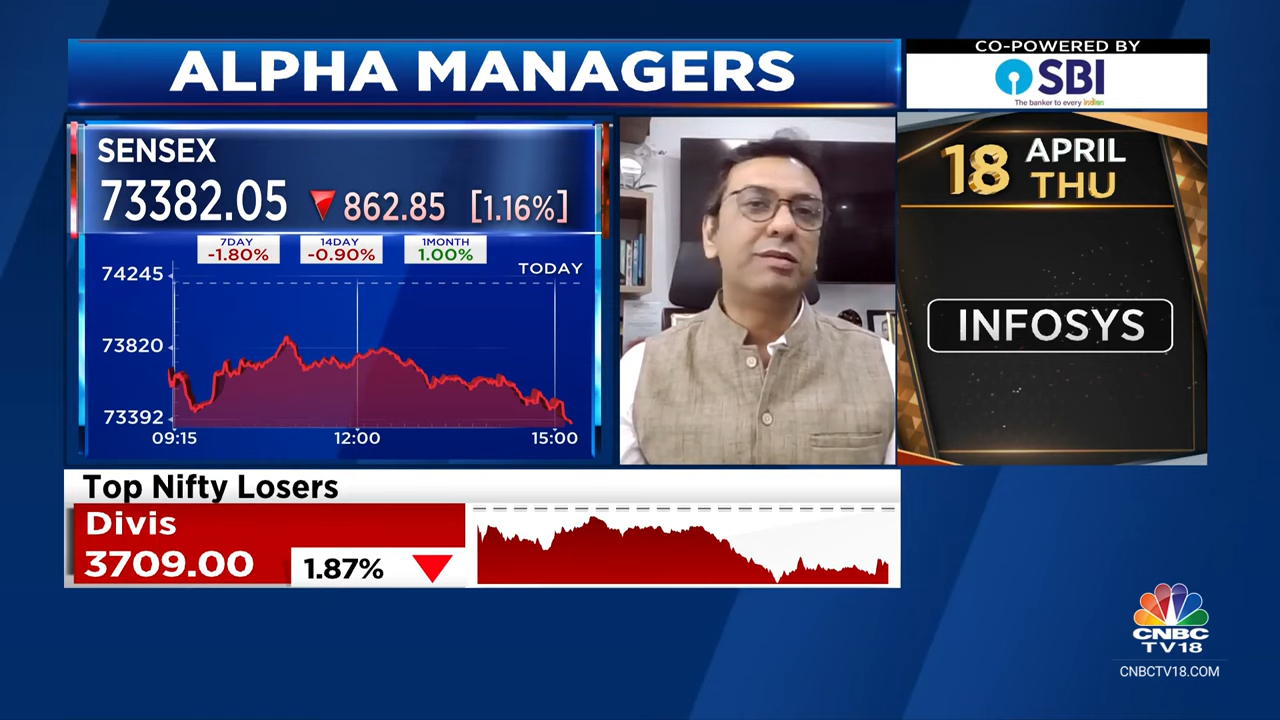 ALPHA MANAGERS
CO-POWERED BY
SBI
The banker to every Indian
SENSEX
73382.05 862.85 [1.16%]
7DAY 14DAY 1MONTH
-1.80% -0.90% 1.00%
TODAY
74245
73820
73392
09:15 12:00 15:00
18 APRIL
THU
INFOSYS
Top Nifty Losers
Divis
3709.00 1.87%
CNBC
TV18
CNBCTV18.COM